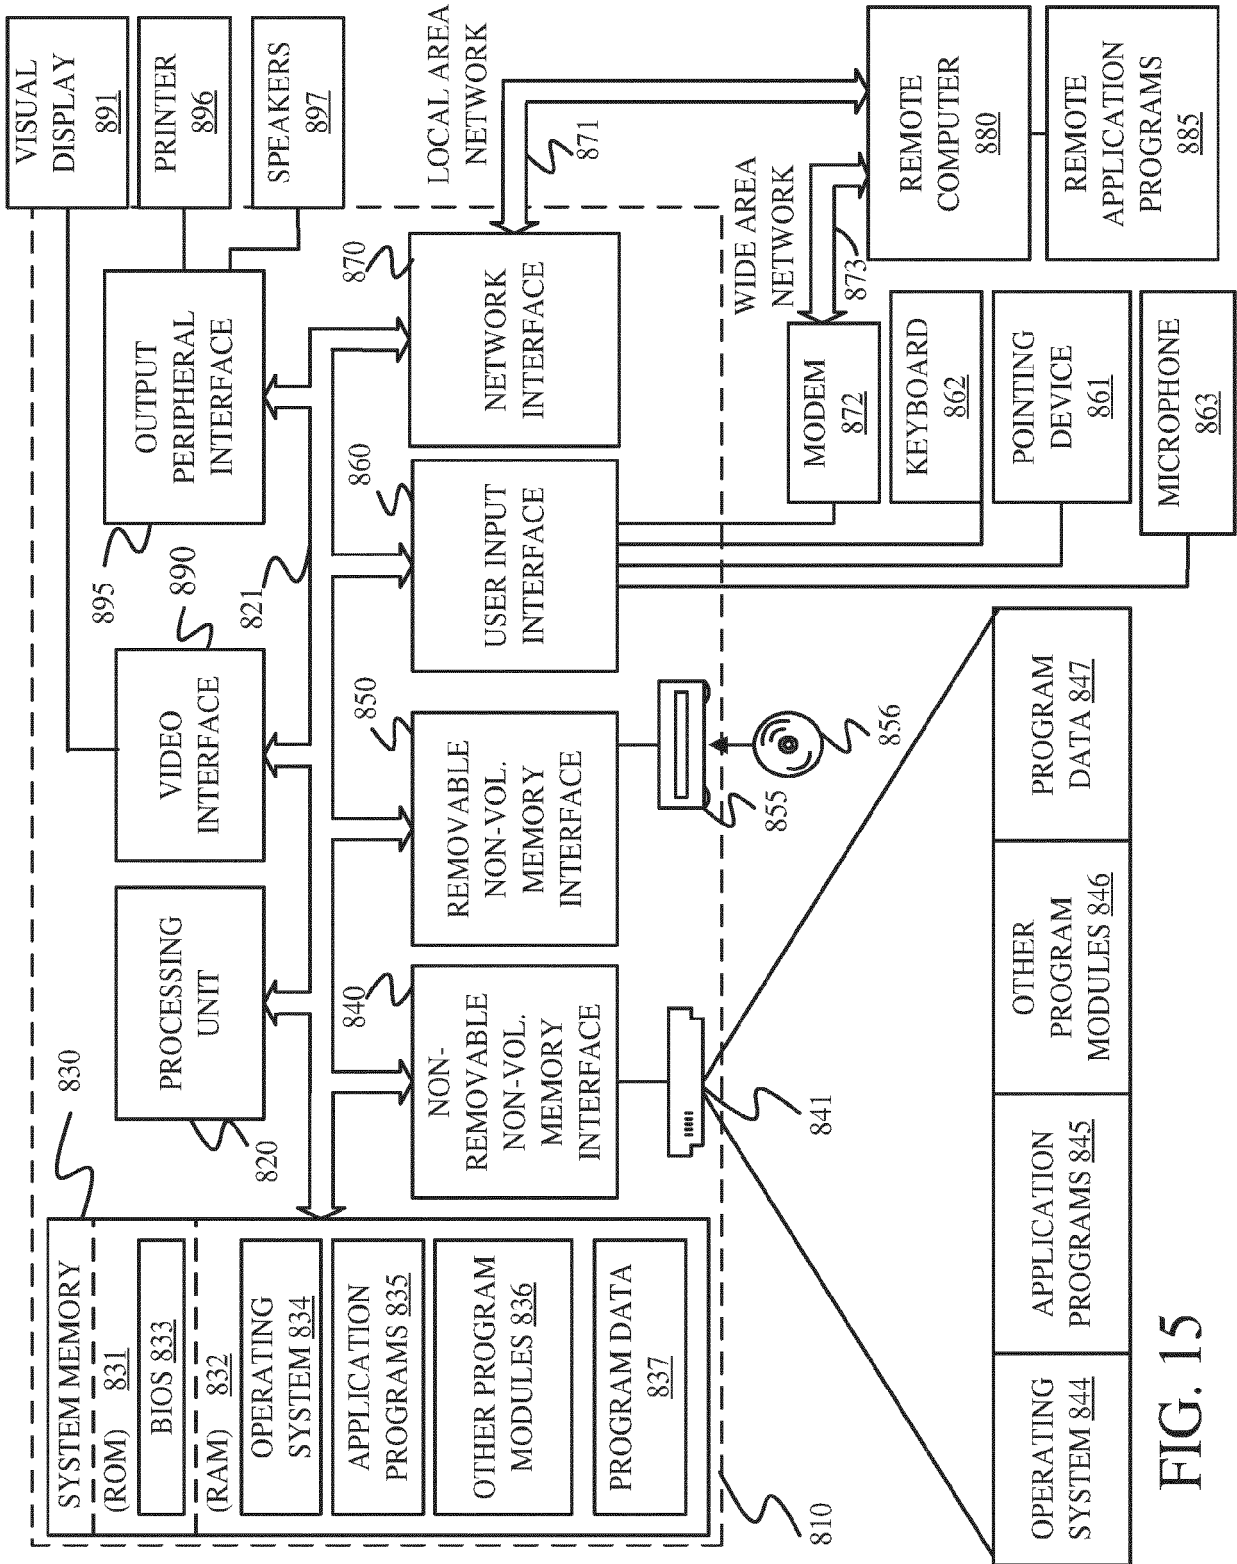 SYSTEM MEMORY
(ROM) 831
BIOS 833
(RAM) 832
OPERATING
SYSTEM 834
APPLICATION
PROGRAMS 835
OTHER PROGRAM
MODULES 836
PROGRAM DATA
837
830
PROCESSING
UNIT
820
VIDEO
INTERFACE
890
OUTPUT
PERIPHERAL
INTERFACE
895
821
VISUAL
DISPLAY
891
PRINTER
896
SPEAKERS
897
NON-
REMOVABLE
NON-VOL.
MEMORY
INTERFACE
840
REMOVABLE
NON-VOL.
MEMORY
INTERFACE
850
USER INPUT
INTERFACE
860
NETWORK
INTERFACE
870
LOCAL AREA
NETWORK
871
810
841
855
856
WIDE AREA
NETWORK
873
MODEM
872
KEYBOARD
862
POINTING
DEVICE
861
MICROPHONE
863
REMOTE
COMPUTER
880
REMOTE
APPLICATION
PROGRAMS
885
OPERATING
SYSTEM 844
APPLICATION
PROGRAMS 845
OTHER
PROGRAM
MODULES 846
PROGRAM
DATA 847
FIG. 15